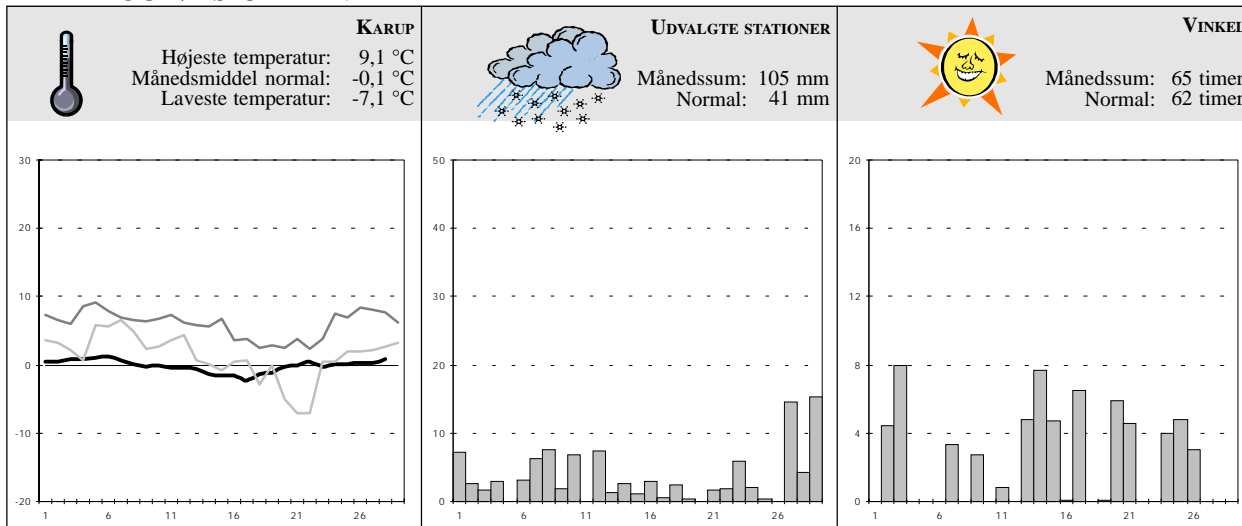 KARUP
Højeste temperatur: 9,1 °C
Månedsmiddel normal: -0,1 °C
Laveste temperatur: -7,1 °C
30
20
10
0
-10
-20
1 6 11 16 21 26
UDVALGTE STATIONER
Månedssum: 105 mm
Normal: 41 mm
50
40
30
20
10
0
1 6 11 16 21 26
VINKEL
Månedssum: 65 timer
Normal: 62 timer
20
16
12
8
4
0
1 6 11 16 21 26